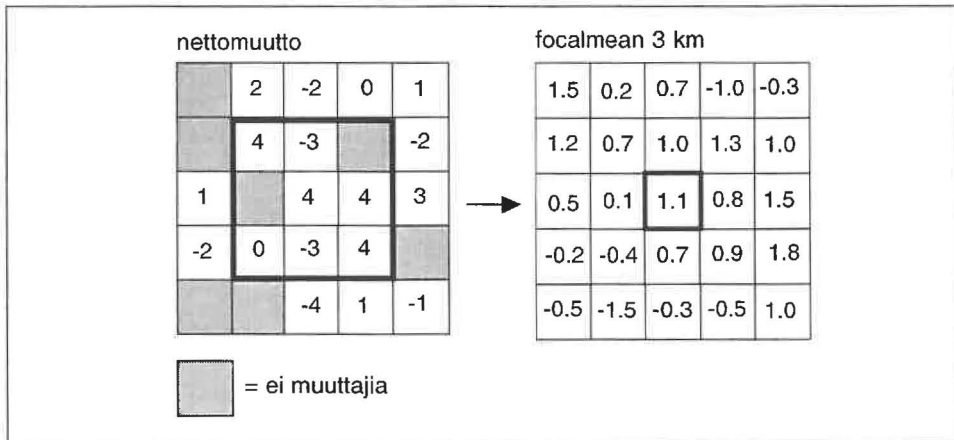 nettomuutto
2 -2 0 1
4 -3 -2
1 4 4 3
-2 0 -3 4
-4 1 -1
= ei muuttajia
focalmean 3 km
1.5 0.2 0.7 -1.0 -0.3
1.2 0.7 1.0 1.3 1.0
0.5 0.1 1.1 0.8 1.5
-0.2 -0.4 0.7 0.9 1.8
-0.5 -1.5 -0.3 -0.5 1.0